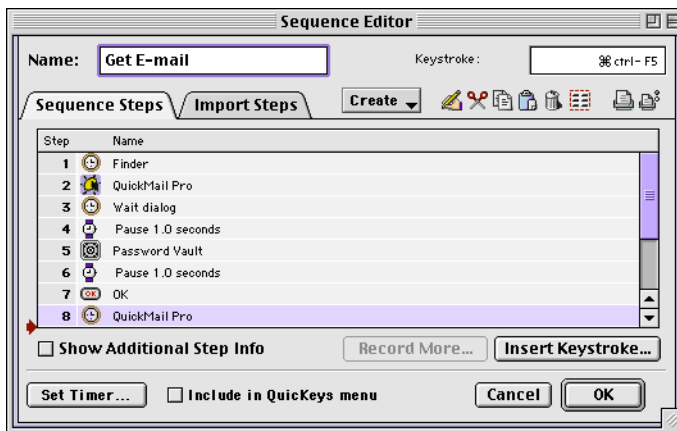 Sequence Editor
Name: Get E-mail Keystroke: ⌘ ctrl- F5
Sequence Steps Import Steps Create
Step Name
1 Finder
2 QuickMail Pro
3 Wait dialog
4 Pause 1.0 seconds
5 Password Vault
6 Pause 1.0 seconds
7 OK OK
8 QuickMail Pro
Show Additional Step Info Record More... Insert Keystroke...
Set Timer... Include in QuicKeys menu Cancel OK